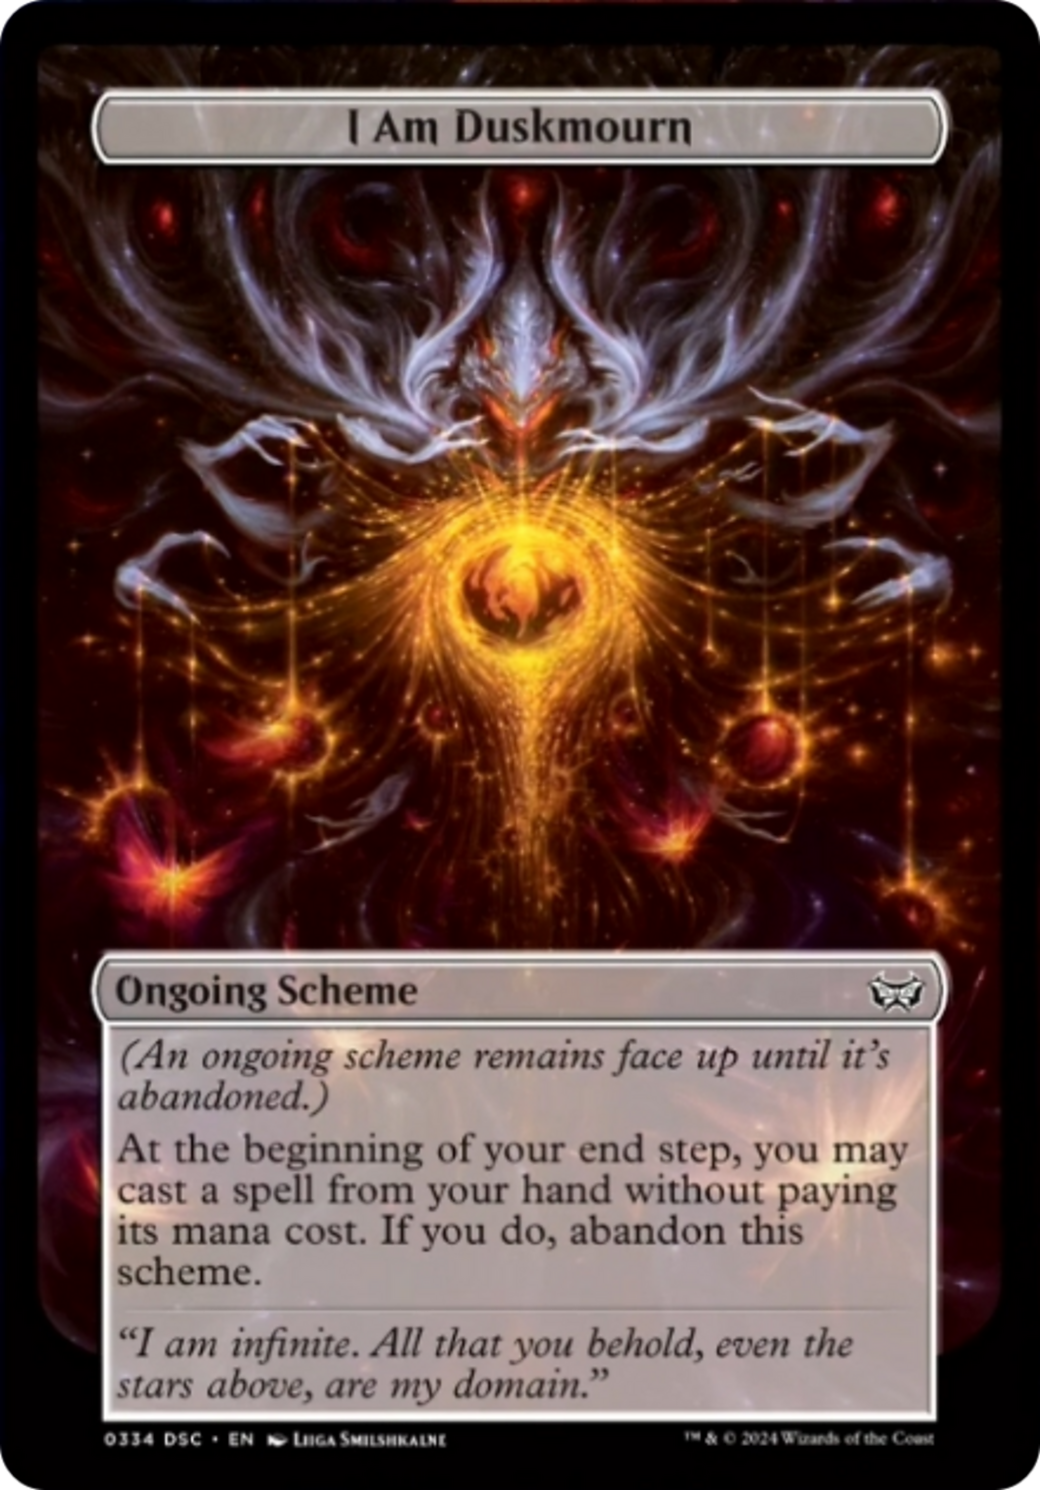 I Am Duskmourn
Ongoing Scheme
(An ongoing scheme remains face up until it's
abandoned.)
At the beginning of your end step, you may
cast a spell from your hand without paying
its mana cost. If you do, abandon this
scheme.
“I am infinite. All that you behold, even the
stars above, are my domain.”
0334 DSC • EN Liiga Smilshkalne
™ & © 2024 Wizards of the Coast